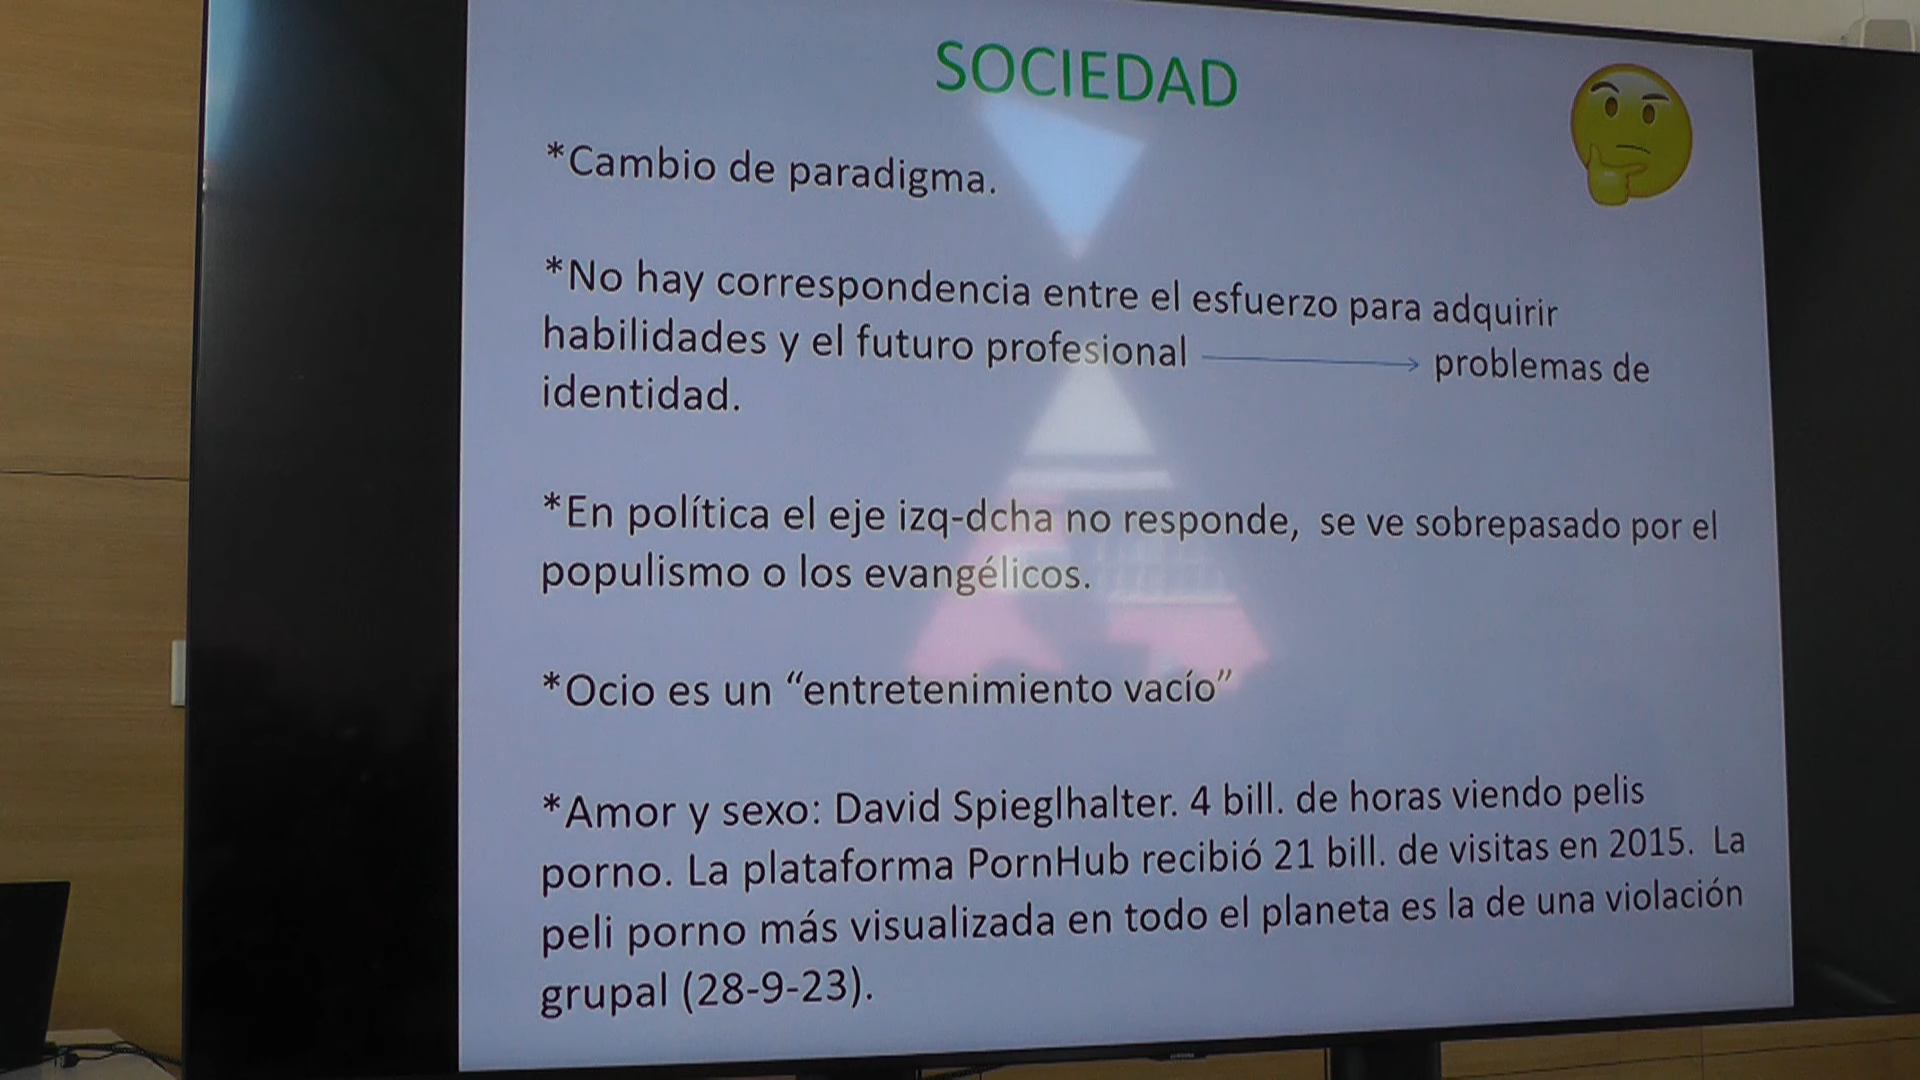 SOCIEDAD
*Cambio de paradigma.
*No hay correspondencia entre el esfuerzo para adquirir
habilidades y el futuro profesional → problemas de
identidad.
*En política el eje izq-dcha no responde, se ve sobrepasado por el
populismo o los evangélicos.
*Ocio es un “entretenimiento vacío”
*Amor y sexo: David Spieglhalter. 4 bill. de horas viendo pelis
porno. La plataforma PornHub recibió 21 bill. de visitas en 2015. La
peli porno más visualizada en todo el planeta es la de una violación
grupal (28-9-23).